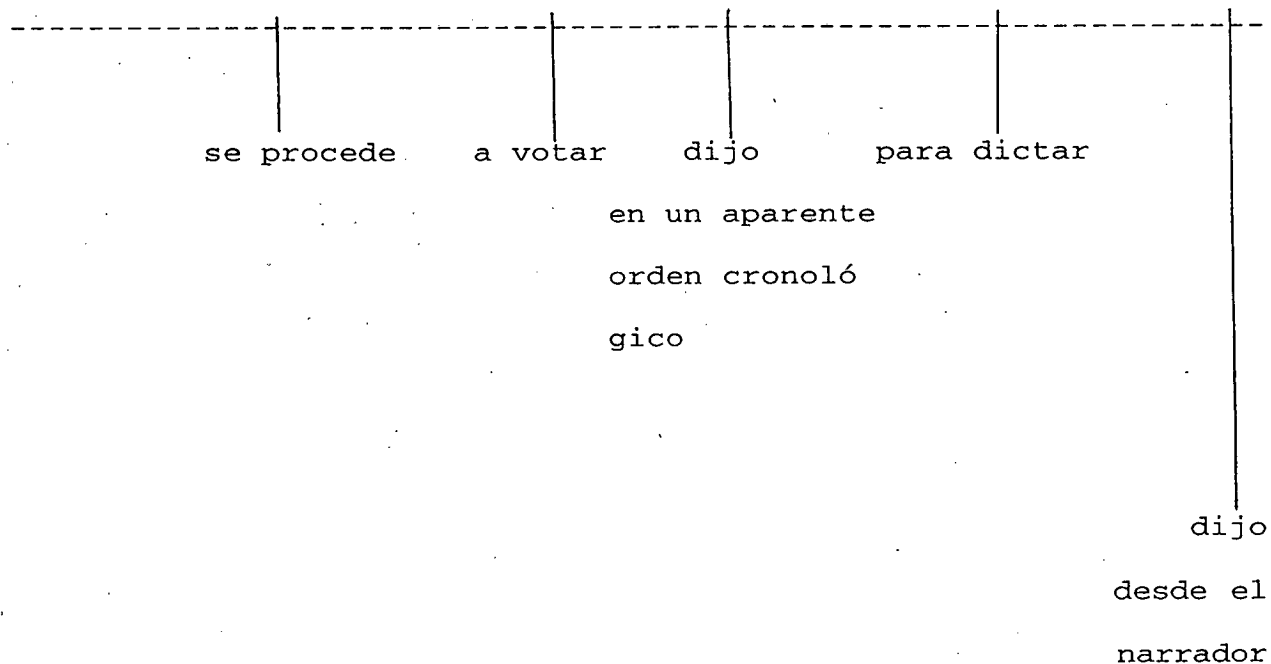 se procede a votar dijo para dictar
en un aparente
orden cronoló
gico
dijo
desde el
narrador